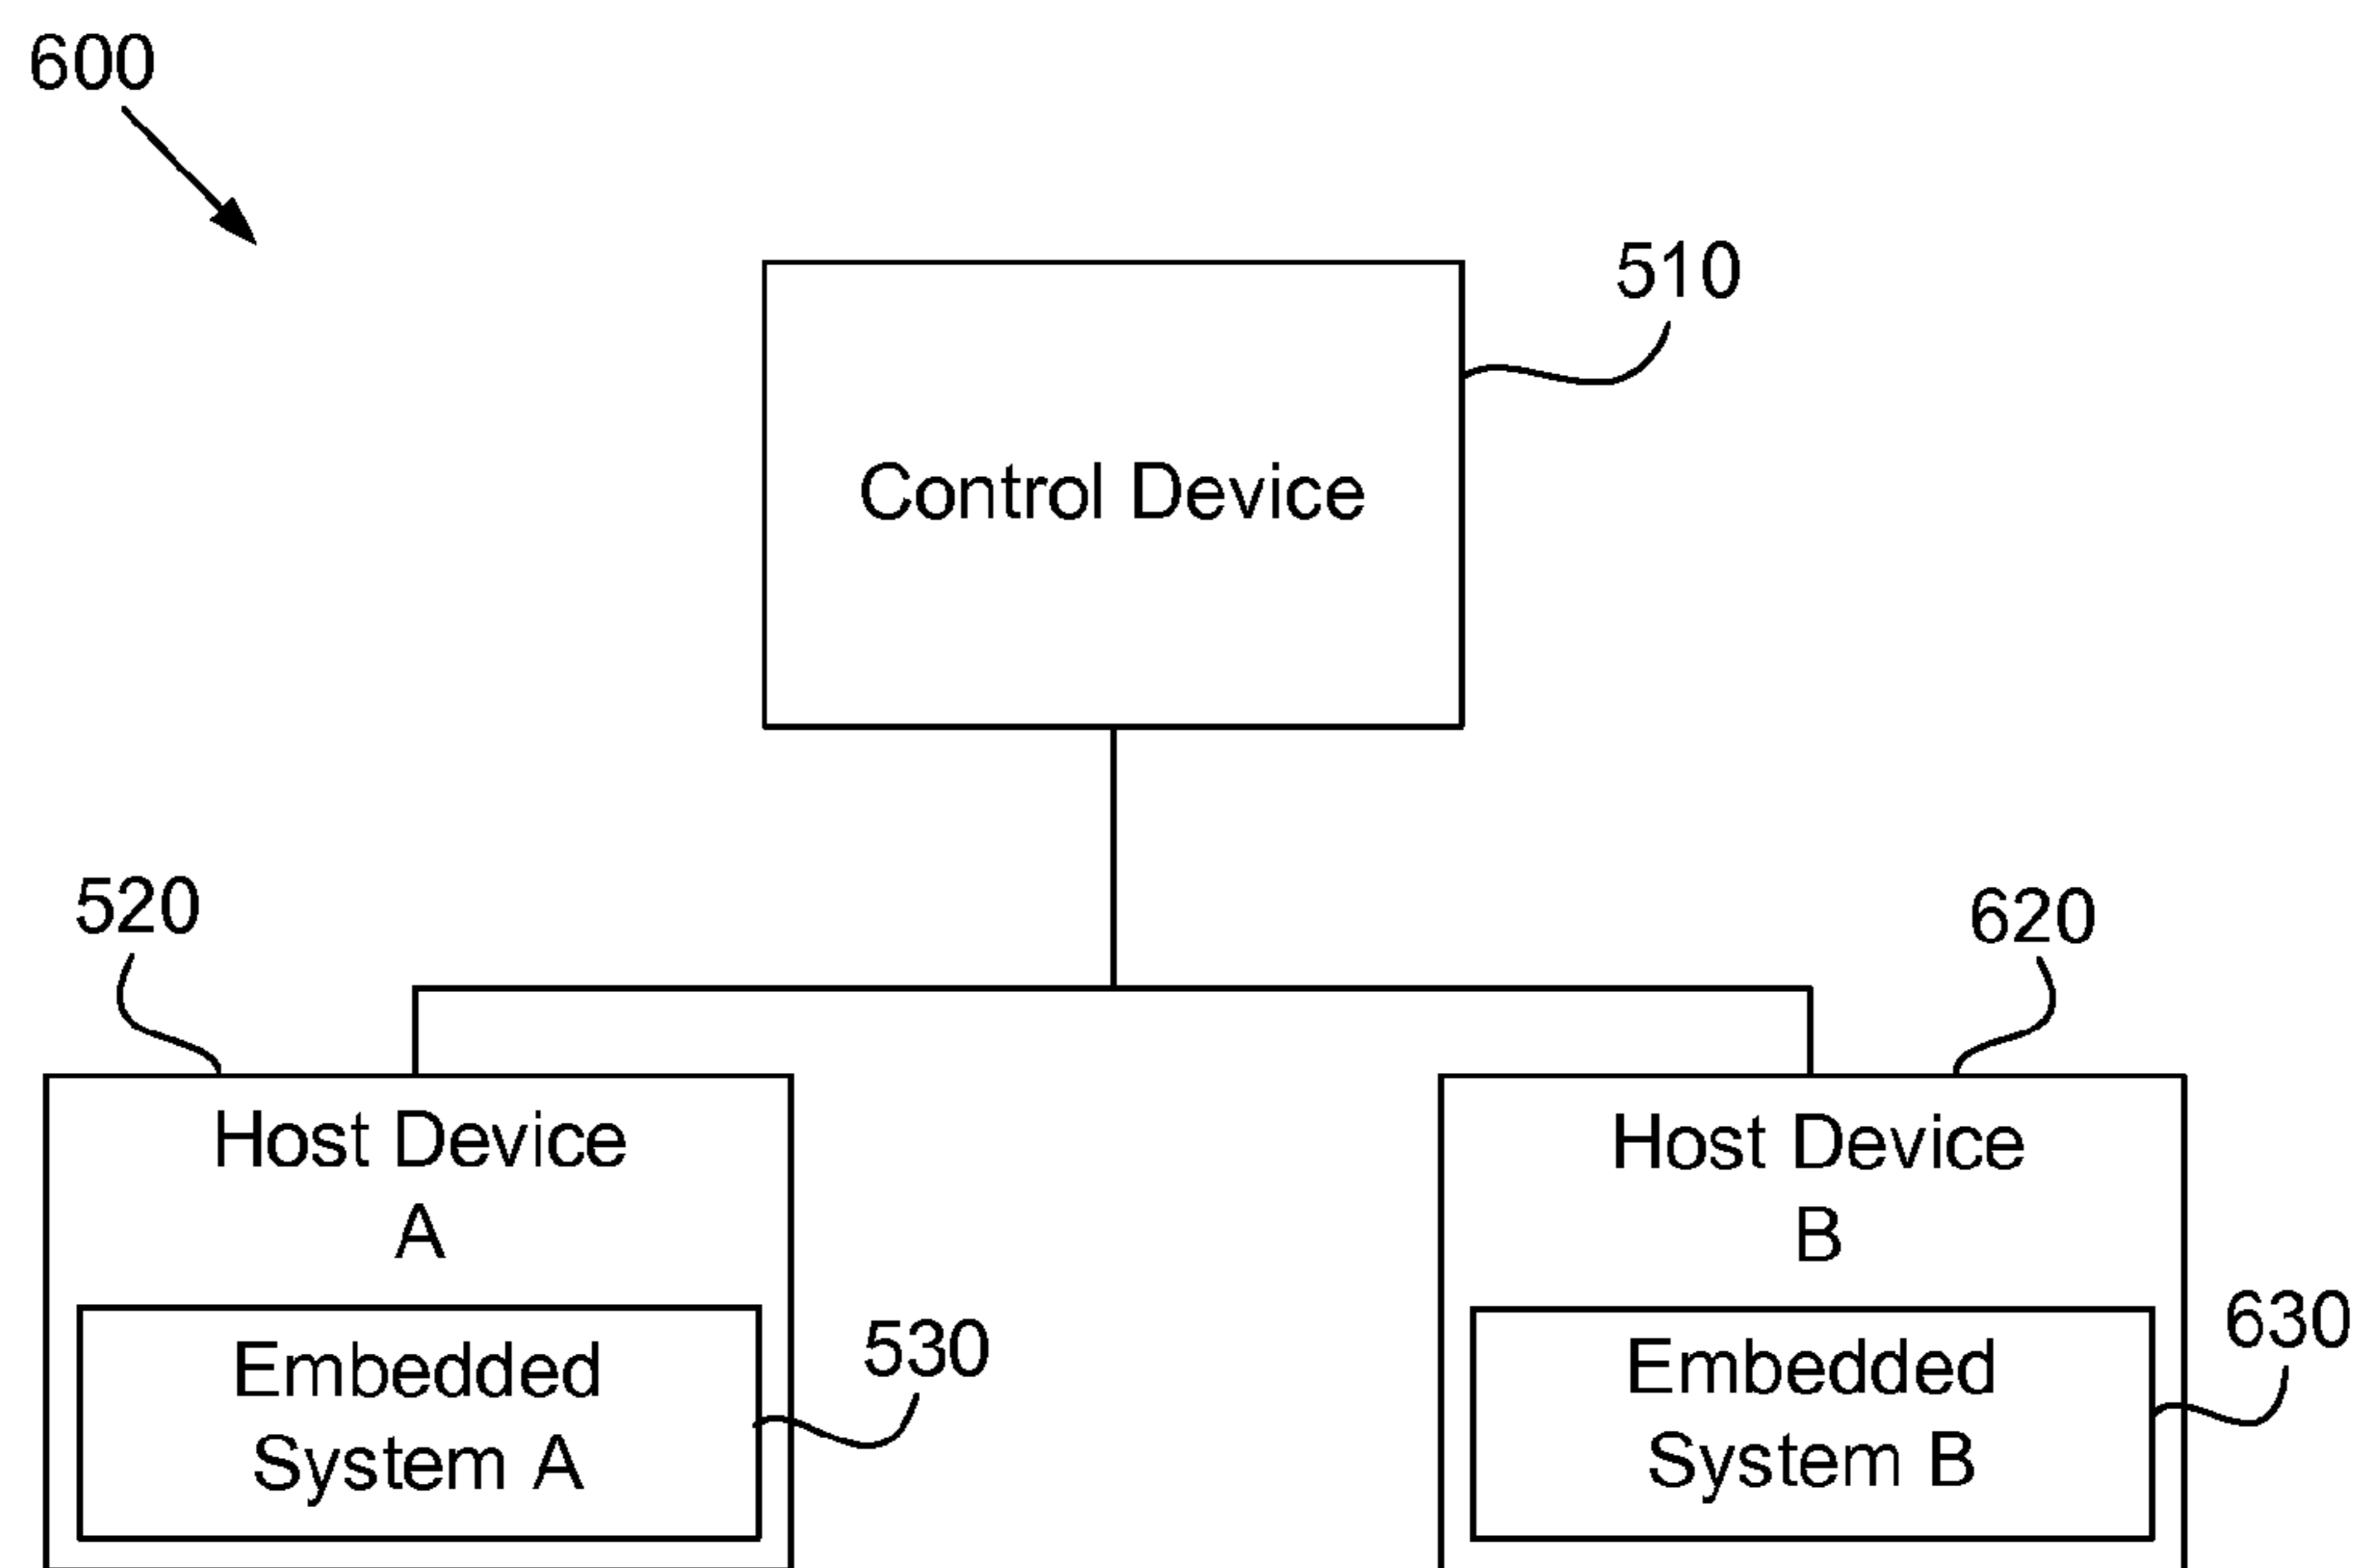 600
510
Control Device
520
620
Host Device
A
Host Device
B
530
630
Embedded
System A
Embedded
System B